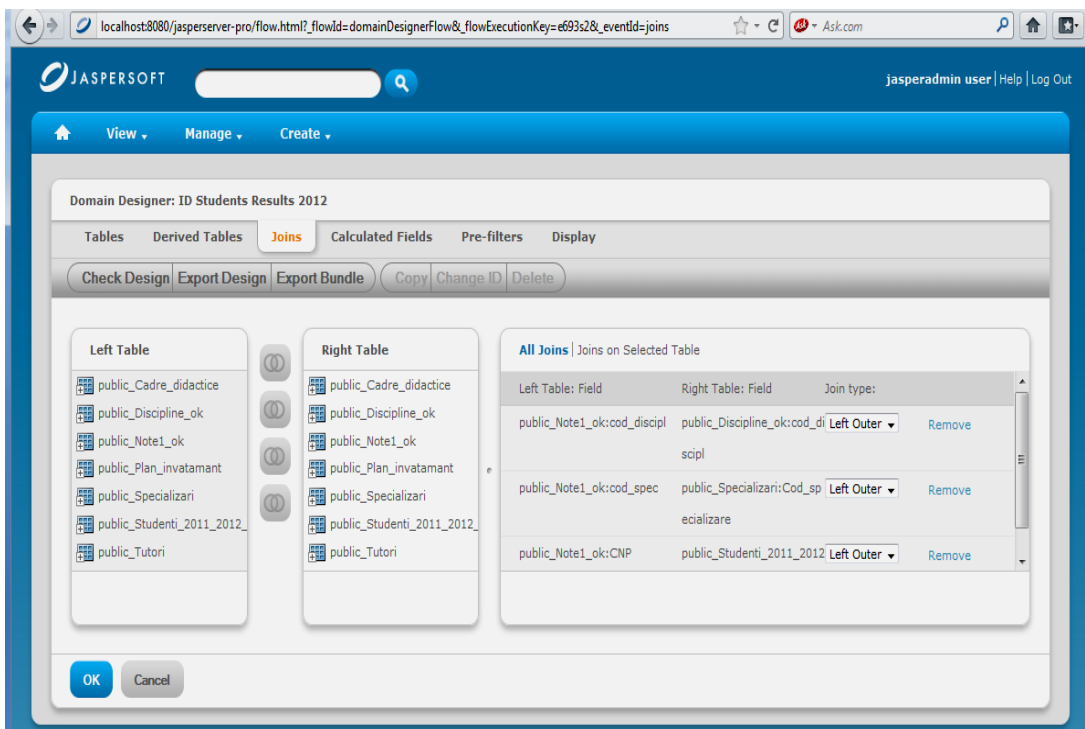 localhost:8080/jasperserver-pro/flow.html?_flowId=domainDesignerFlow&_flowExecutionKey=e693s2&_eventId=joins
Ask.com
JASPERSOFT
jasperadmin user | Help | Log Out
View Manage Create
Domain Designer: ID Students Results 2012
Tables Derived Tables Joins Calculated Fields Pre-filters Display
Check Design Export Design Export Bundle Copy Change ID Delete
Left Table
public_Cadre_didactice
public_Discipline_ok
public_Note1_ok
public_Plan_invatamant
public_Specializari
public_Studenti_2011_2012_
public_Tutori
Right Table
public_Cadre_didactice
public_Discipline_ok
public_Note1_ok
public_Plan_invatamant
public_Specializari
public_Studenti_2011_2012_
public_Tutori
All Joins | Joins on Selected Table
Left Table: Field Right Table: Field Join type:
public_Note1_ok:cod_discipl public_Discipline_ok:cod_di Left Outer Remove
scipl
public_Note1_ok:cod_spec public_Specializari:Cod_sp Left Outer Remove
ecializare
public_Note1_ok:CNP public_Studenti_2011_2012 Left Outer Remove
OK Cancel